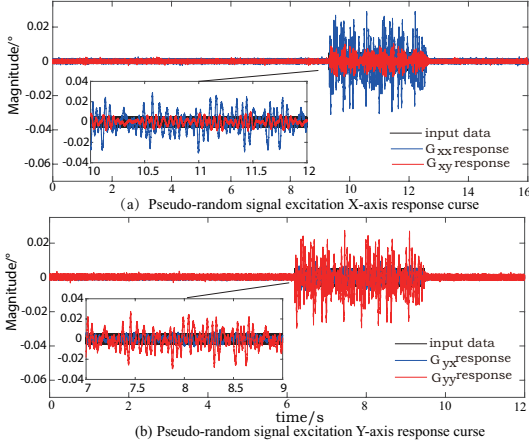 Magnitude/°
0.02
0
-0.02
-0.04
-0.06
0.04
0.02
0
-0.02
-0.04
10 10.5 11 11.5 12
input data
Gxx response
Gxy response
0 2 4 6 8 10 12 14 16
(a) Pseudo-random signal excitation X-axis response curse
Magnitude/°
0.02
0
-0.02
-0.04
-0.06
0.04
0.02
0
-0.02
-0.04
7 7.5 8 8.5 9
input data
Gyx response
Gyy response
0 2 4 6 8 10 12
time/s
(b) Pseudo-random signal excitation Y-axis response curse